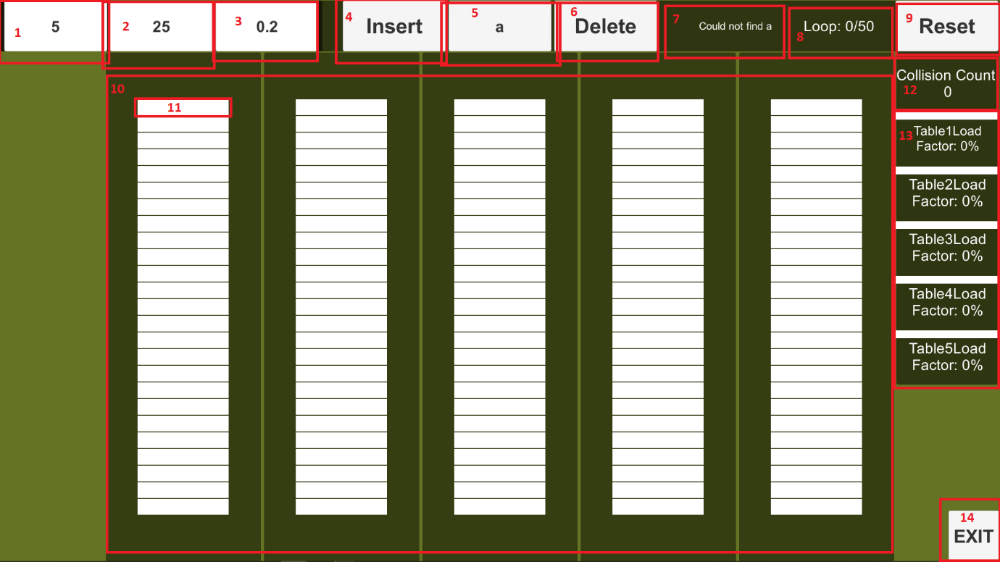 1
5
2
25
3
0.2
4
Insert
5
a
6
Delete
7
Could not find a
8
Loop: 0/50
9
Reset
10
11
Collision Count
12
0
13
Table1Load
Factor: 0%
Table2Load
Factor: 0%
Table3Load
Factor: 0%
Table4Load
Factor: 0%
Table5Load
Factor: 0%
14
EXIT